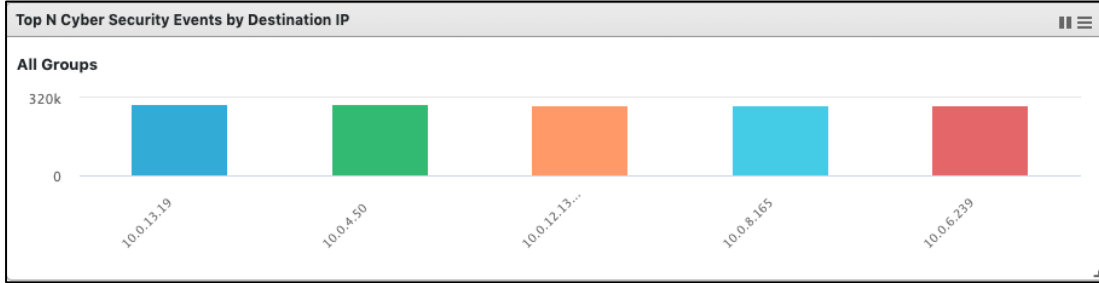 Top N Cyber Security Events by Destination IP
All Groups
320k
0
10.0.13.19
10.0.4.50
10.0.12.13...
10.0.8.165
10.0.6.239